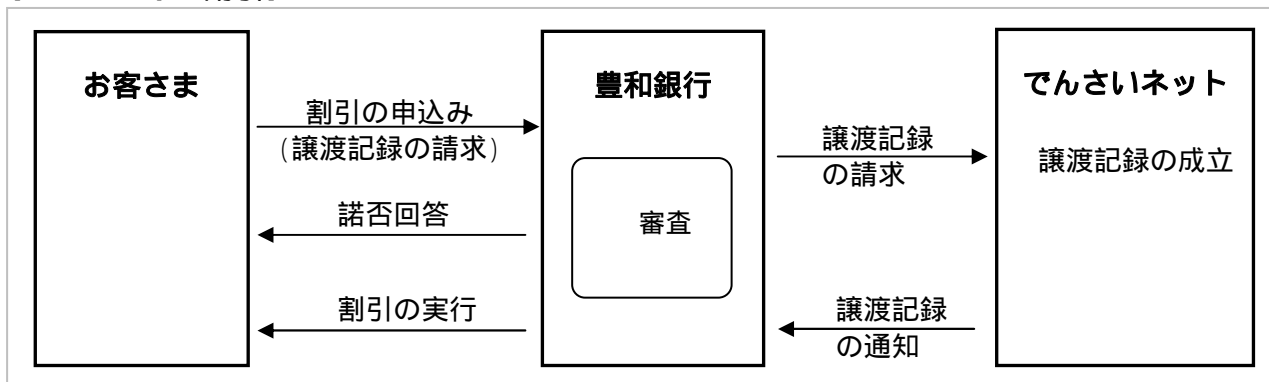 お客さま
割引の申込み
(譲渡記録の請求)
諾否回答
割引の実行
豊和銀行
審査
譲渡記録
の請求
譲渡記録
の通知
でんさいネット
譲渡記録の成立